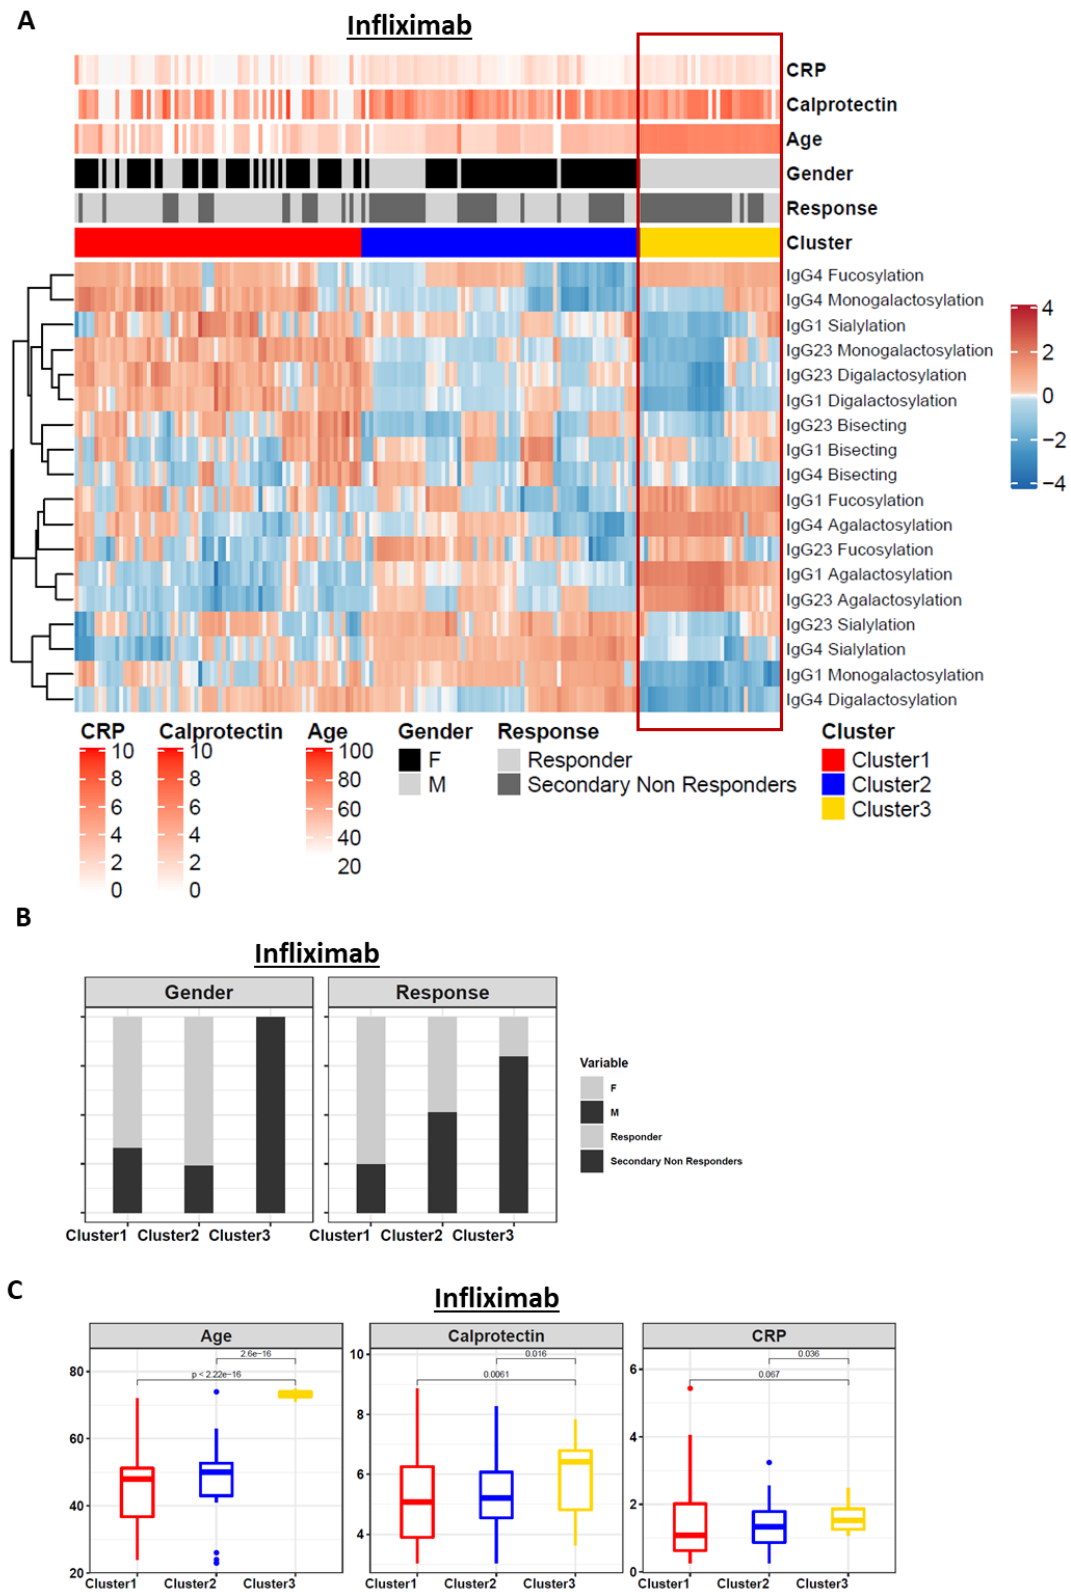 A
Infliximab
CRP
Calprotectin
Age
Gender
Response
Cluster
IgG4 Fucosylation
IgG4 Monogalactosylation
IgG1 Sialylation
IgG23 Monogalactosylation
IgG23 Digalactosylation
IgG1 Digalactosylation
IgG23 Bisecting
IgG1 Bisecting
IgG4 Bisecting
IgG1 Fucosylation
IgG4 Agalactosylation
IgG23 Fucosylation
IgG1 Agalactosylation
IgG23 Agalactosylation
IgG23 Sialylation
IgG4 Sialylation
IgG1 Monogalactosylation
IgG4 Digalactosylation
4
2
0
−2
−4
CRP
10
8
6
4
2
0
Calprotectin
10
8
6
4
2
0
Age
100
80
60
40
20
Gender
F
M
Response
Responder
Secondary Non Responders
Cluster
Cluster1
Cluster2
Cluster3
B
Infliximab
Gender
Response
Cluster1 Cluster2 Cluster3
Cluster1 Cluster2 Cluster3
Variable
F
M
Responder
Secondary Non Responders
C
Infliximab
Age
2.6e−16
p < 2.22e−16
80
60
40
20
Cluster1 Cluster2 Cluster3
Calprotectin
0.016
0.0061
10
8
6
4
Cluster1 Cluster2 Cluster3
CRP
0.036
0.067
6
4
2
0
Cluster1 Cluster2 Cluster3